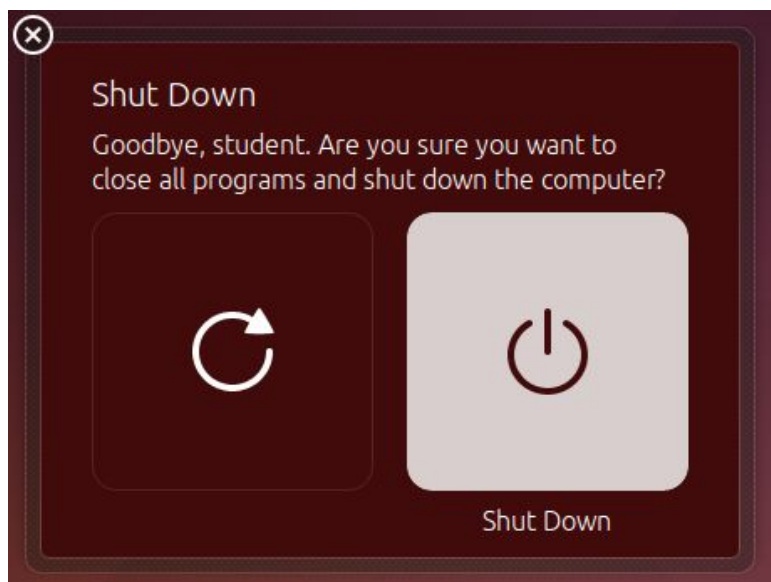 Shut Down
Goodbye, student. Are you sure you want to
close all programs and shut down the computer?
Shut Down